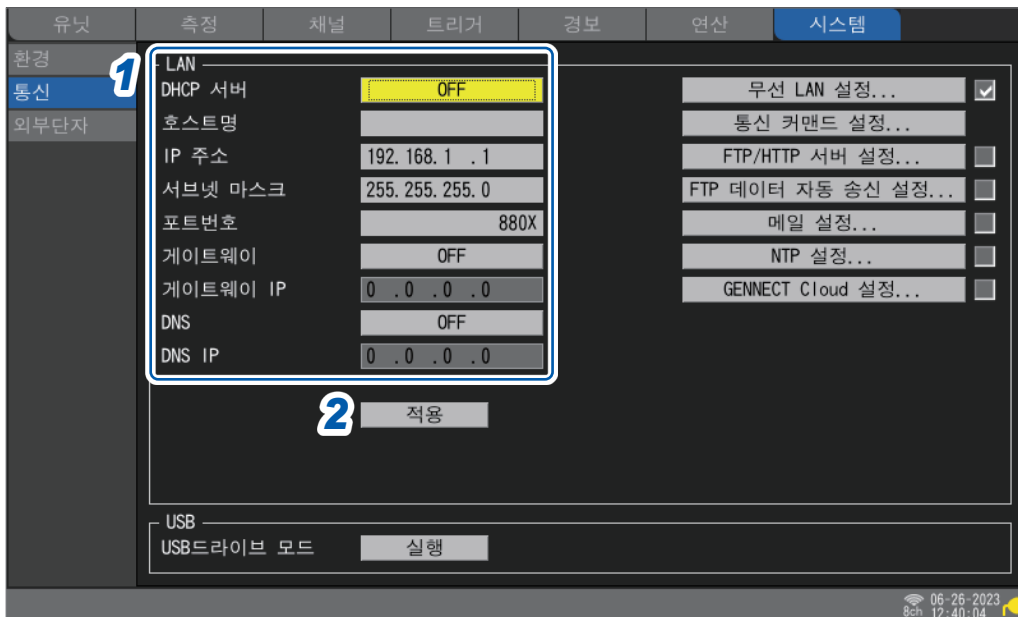 유닛 측정 채널 트리거 경보 연산 시스템
환경
통신
외부단자
1
LAN
DHCP 서버 OFF
호스트명
IP 주소 192.168.1 .1
서브넷 마스크 255.255.255.0
포트번호 880X
게이트웨이 OFF
게이트웨이 IP 0 .0 .0 .0
DNS OFF
DNS IP 0 .0 .0 .0
무선 LAN 설정...
통신 커맨드 설정...
FTP/HTTP 서버 설정...
FTP 데이터 자동 송신 설정...
메일 설정...
NTP 설정...
GENNECT Cloud 설정...
2 적용
USB
USB드라이브 모드 실행
8ch 06-26-2023
12:40:04